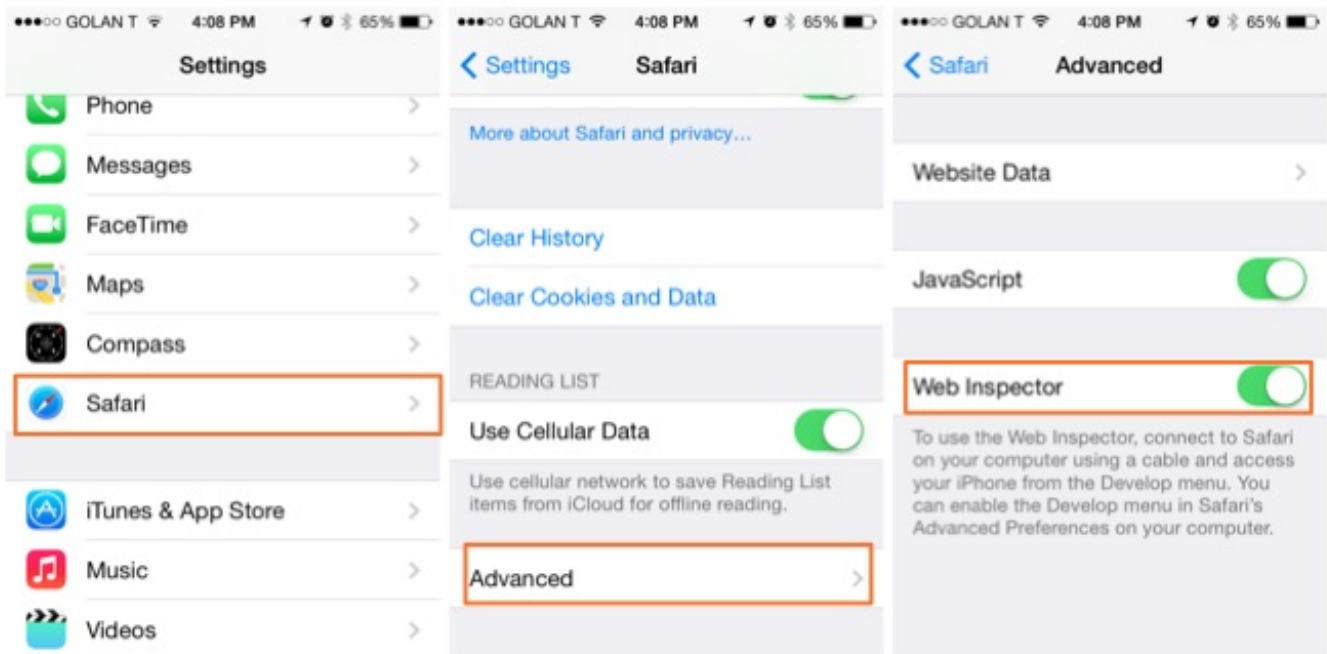 GOLAN T 4:08 PM 65%
Settings
Phone
Messages
FaceTime
Maps
Compass
Safari
iTunes & App Store
Music
Videos
GOLAN T 4:08 PM 65%
Settings Safari
More about Safari and privacy...
Clear History
Clear Cookies and Data
READING LIST
Use Cellular Data
Use cellular network to save Reading List
items from iCloud for offline reading.
Advanced
GOLAN T 4:08 PM 65%
Safari Advanced
Website Data
JavaScript
Web Inspector
To use the Web Inspector, connect to Safari
on your computer using a cable and access
your iPhone from the Develop menu. You
can enable the Develop menu in Safari's
Advanced Preferences on your computer.